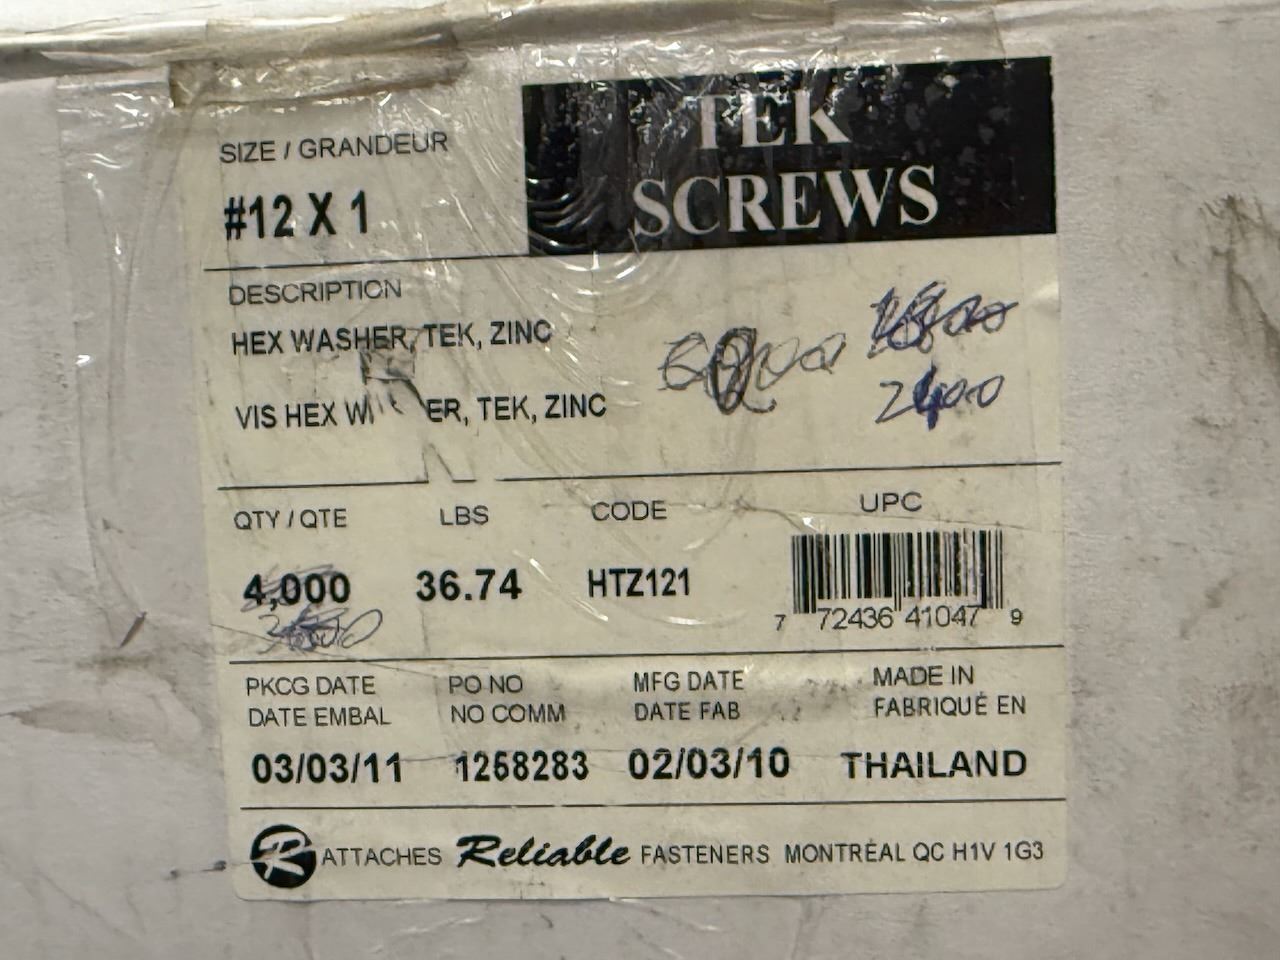 TEK
SCREWS
SIZE / GRANDEUR
#12 X 1
DESCRIPTION
HEX WASHER, TEK, ZINC
VIS HEX W ER, TEK, ZINC
2400
QTY / QTE LBS CODE UPC
4,000 36.74 HTZ121
7 72436 41047 9
PKCG DATE PO NO MFG DATE MADE IN
DATE EMBAL NO COMM DATE FAB FABRIQUÉ EN
03/03/11 1258283 02/03/10 THAILAND
R ATTACHES Reliable FASTENERS MONTRÉAL QC H1V 1G3